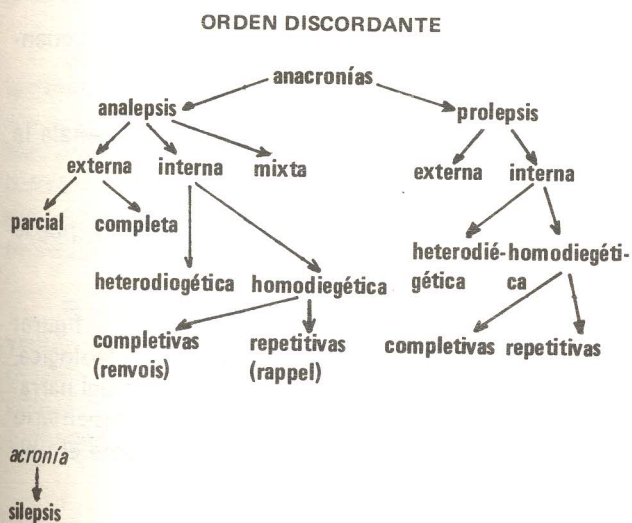 ORDEN DISCORDANTE
anacronías
analepsis prolepsis
externa interna mixta externa interna
parcial completa
heterodiogética homodiegética heterodié- homodiegéti-
gética ca
completivas repetitivas completivas repetitivas
(renvois) (rappel)
acronía
silepsis